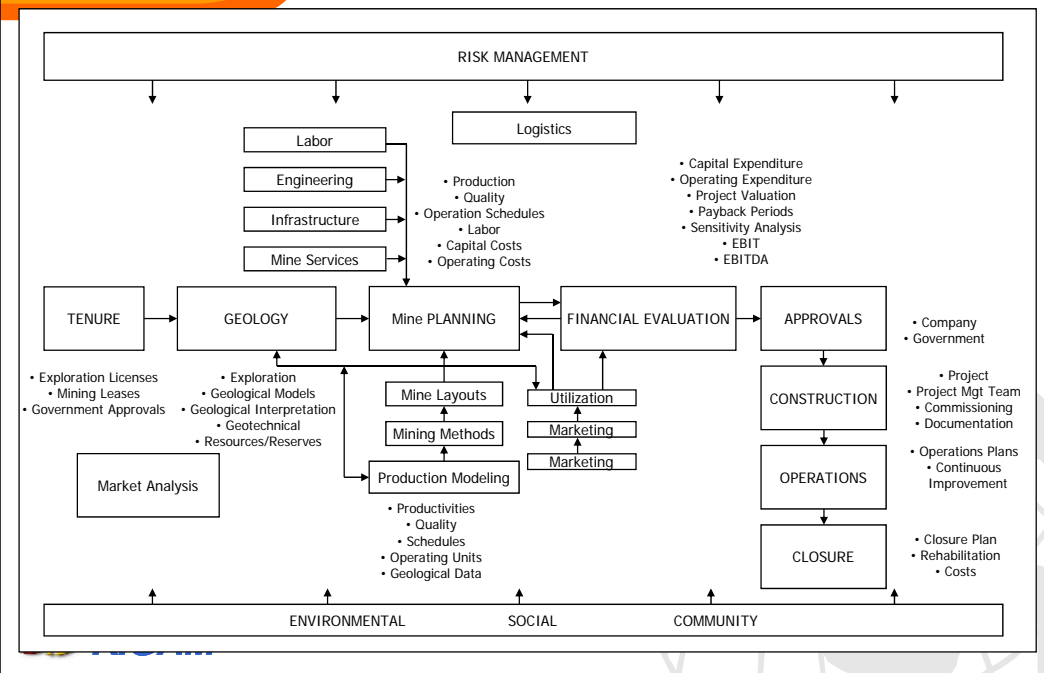 RISK MANAGEMENT
Logistics
Labor
Engineering
Infrastructure
Mine Services
• Production
• Quality
• Operation Schedules
• Labor
• Capital Costs
• Operating Costs
• Capital Expenditure
• Operating Expenditure
• Project Valuation
• Payback Periods
• Sensitivity Analysis
• EBIT
• EBITDA
TENURE
GEOLOGY
Mine PLANNING
FINANCIAL EVALUATION
APPROVALS
• Company
• Government
• Exploration Licenses
• Mining Leases
• Government Approvals
• Exploration
• Geological Models
• Geological Interpretation
• Geotechnical
• Resources/Reserves
Mine Layouts
Mining Methods
Production Modeling
Utilization
Marketing
Marketing
CONSTRUCTION
• Project
• Project Mgt Team
• Commissioning
• Documentation
Market Analysis
• Productivities
• Quality
• Schedules
• Operating Units
• Geological Data
OPERATIONS
• Operations Plans
• Continuous
Improvement
CLOSURE
• Closure Plan
• Rehabilitation
• Costs
ENVIRONMENTAL
SOCIAL
COMMUNITY